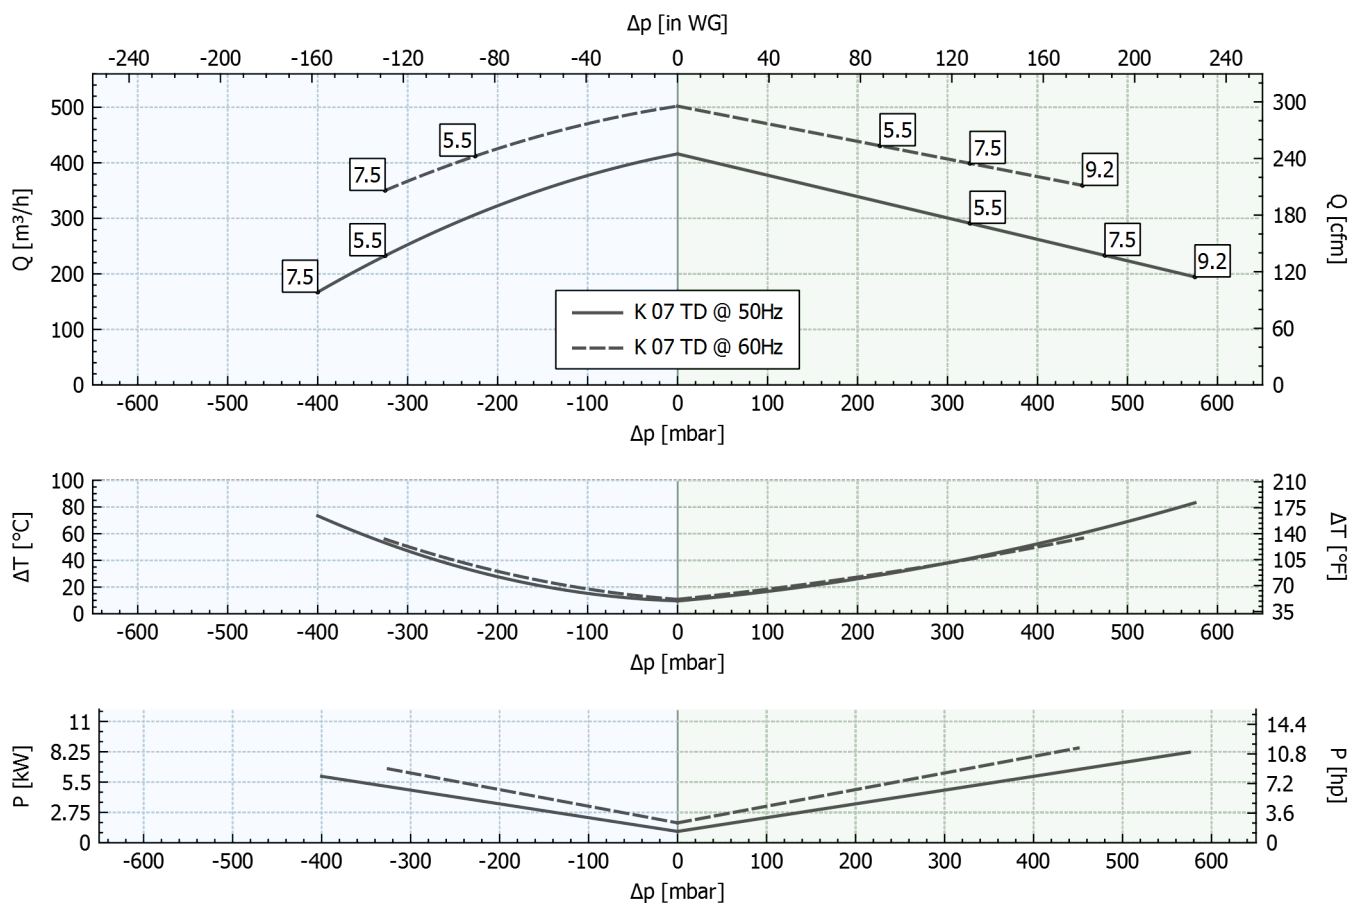 Δp [in WG]
-240 -200 -160 -120 -80 -40 0 40 80 120 160 200 240
Q [m³/h]
500
400
300
200
100
0
7.5
5.5
5.5
7.5
7.5
5.5
9.2
5.5
5.5
7.5
9.2
7.5
K 07 TD @ 50Hz
K 07 TD @ 60Hz
300
240
180
120
60
0
Q [cfm]
-600 -500 -400 -300 -200 -100 0 100 200 300 400 500 600
Δp [mbar]
ΔT [°C]
100
80
60
40
20
0
210
175
140
105
70
35
ΔT [°F]
-600 -500 -400 -300 -200 -100 0 100 200 300 400 500 600
Δp [mbar]
P [kW]
11
8.25
5.5
2.75
0
14.4
10.8
7.2
3.6
0
P [hp]
-600 -500 -400 -300 -200 -100 0 100 200 300 400 500 600
Δp [mbar]